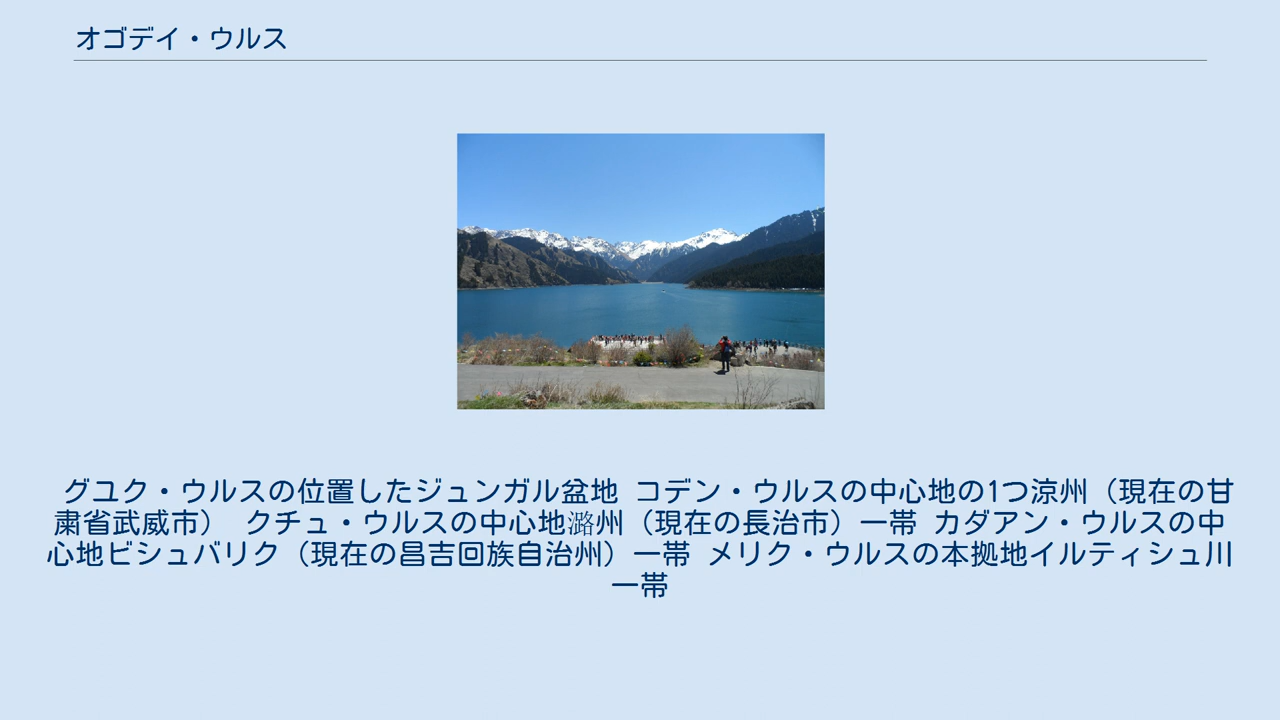 オゴデイ・ウルス
グユク・ウルスの位置したジュンガル盆地 コデン・ウルスの中心地の1つ涼州（現在の甘
粛省武威市） クチュ・ウルスの中心地潞州（現在の長治市）一帯 カダアン・ウルスの中
心地ビシュバリク（現在の昌吉回族自治州）一帯 メリク・ウルスの本拠地イルティシュ川
一帯